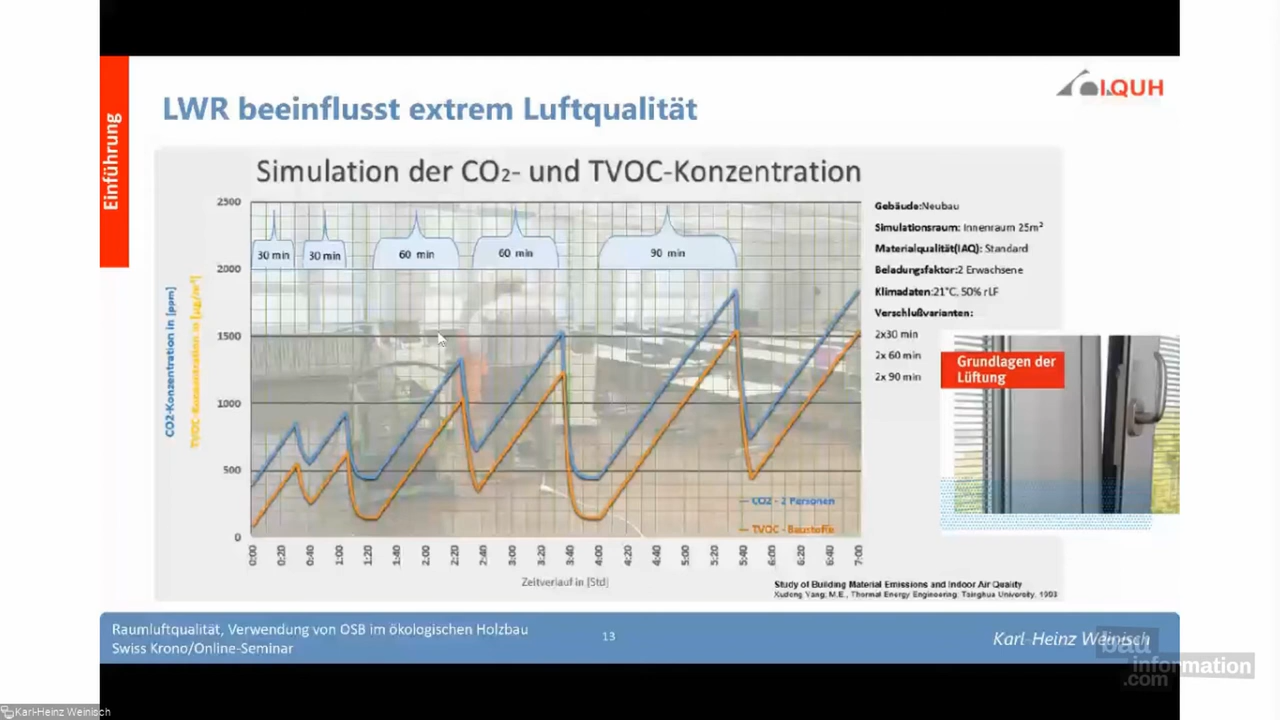 Einführung
LWR beeinflusst extrem Luftqualität
IQUH
Simulation der CO₂- und TVOC-Konzentration
CO2-Konzentration in [ppm]
TVOC-Konzentration in [µg/m³]
2500
2000
1500
1000
500
0
30 min
30 min
60 min
60 min
90 min
CO2 - 2 Personen
TVOC - Baustoffe
0:00
0:20
0:40
1:00
1:20
1:40
2:00
2:20
2:40
3:00
3:20
3:40
4:00
4:20
4:40
5:00
5:20
5:40
6:00
6:20
6:40
7:00
Zeitverlauf in [Std]
Gebäude:Neubau
Simulationsraum: Innenraum 25m²
Materialqualität(IAQ): Standard
Beladungsfaktor:2 Erwachsene
Klimadaten:21°C, 50% rLF
Verschlußvarianten:
2x30 min
2x 60 min
2x 90 min
Grundlagen der
Lüftung
Study of Building Material Emissions and Indoor Air Quality
Xudong Yang, M.E., Thermal Energy Engineering, Tsinghua University, 1993
Raumluftqualität, Verwendung von OSB im ökologischen Holzbau
Swiss Krono/Online-Seminar
13
Karl-Heinz Weinisch
bau
information
.com
Karl-Heinz Weinisch